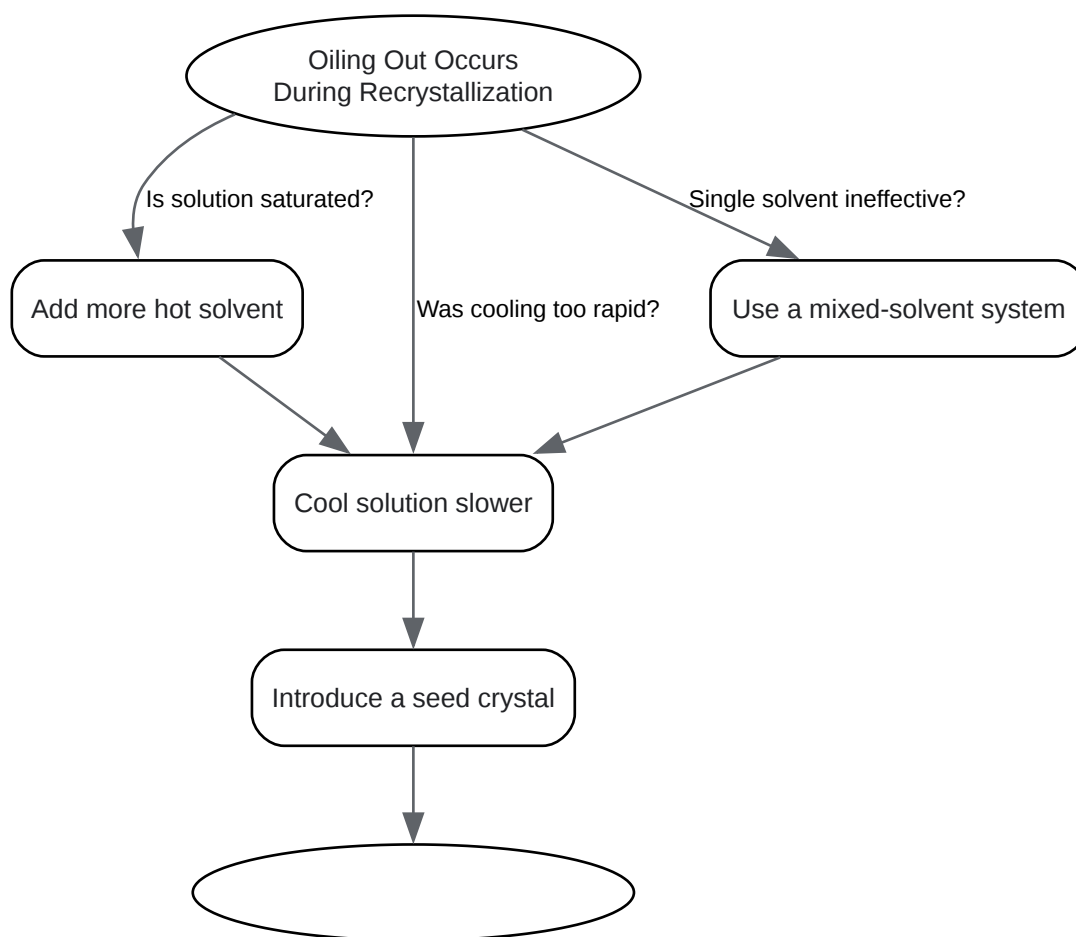 Oiling Out Occurs
During Recrystallization
Is solution saturated?
Single solvent ineffective?
Add more hot solvent
Was cooling too rapid?
Use a mixed-solvent system
Cool solution slower
Introduce a seed crystal